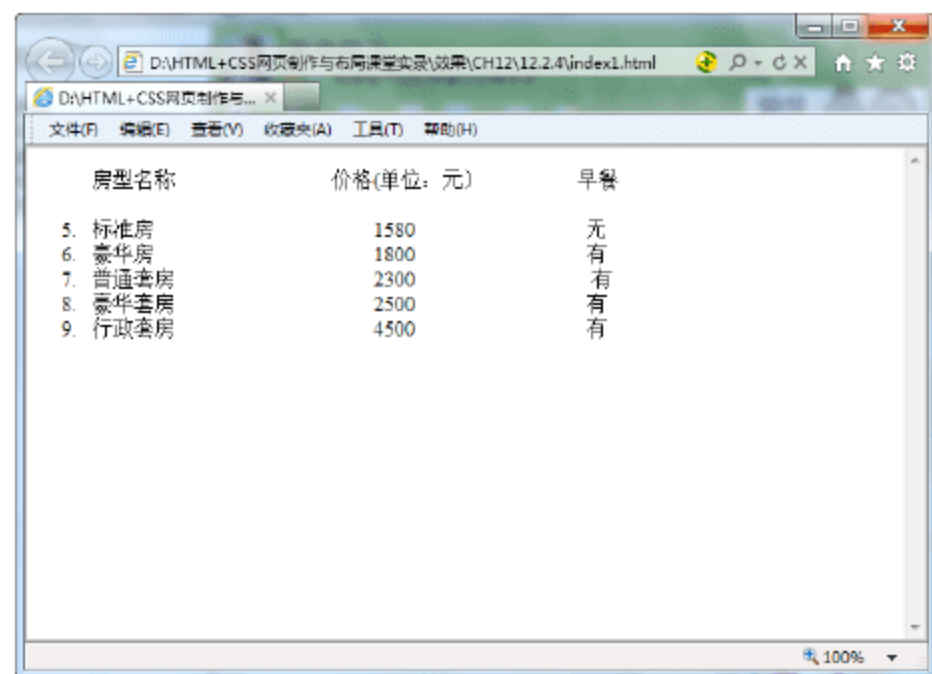 D:\HTML+CSS网页制作与布局课堂实录\效果\CH12\12.2.4\index1.html
D:\HTML+CSS网页制作与...
文件(F) 编辑(E) 查看(V) 收藏夹(A) 工具(T) 帮助(H)
房型名称 价格(单位：元) 早餐
5. 标准房 1580 无
6. 豪华房 1800 有
7. 普通套房 2300 有
8. 豪华套房 2500 有
9. 行政套房 4500 有
100%